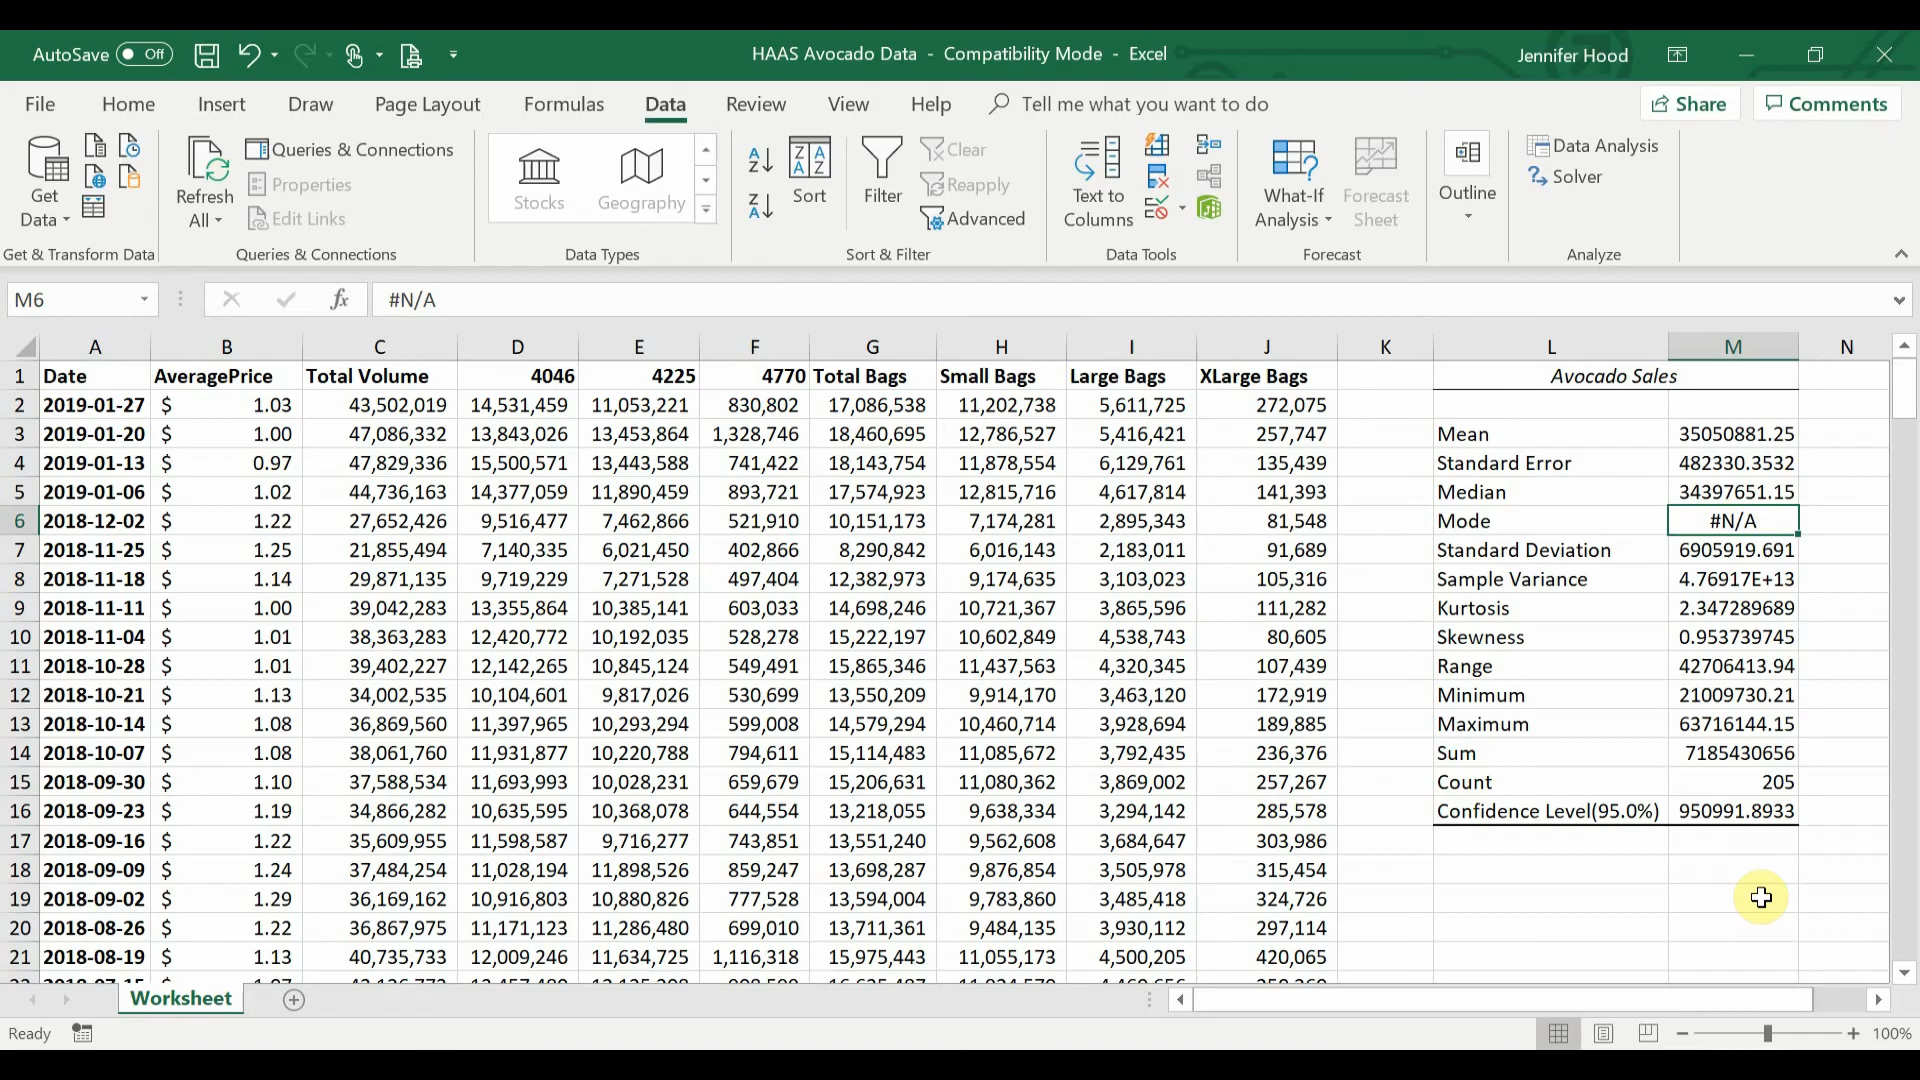 AutoSave Off HAAS Avocado Data - Compatibility Mode - Excel Jennifer Hood
File Home Insert Draw Page Layout Formulas Data Review View Help Tell me what you want to do Share Comments
Get Data
Refresh All
Queries & Connections
Properties
Edit Links
Stocks Geography
Sort
Filter
Clear
Reapply
Advanced
Text to Columns
What-If Analysis
Forecast Sheet
Outline
Data Analysis
Solver
Get & Transform Data Queries & Connections Data Types Sort & Filter Data Tools Forecast Analyze
M6 fx #N/A
A B C D E F G H I J K L M N
1 Date AveragePrice Total Volume 4046 4225 4770 Total Bags Small Bags Large Bags XLarge Bags Avocado Sales
2 2019-01-27 $ 1.03 43,502,019 14,531,459 11,053,221 830,802 17,086,538 11,202,738 5,611,725 272,075
3 2019-01-20 $ 1.00 47,086,332 13,843,026 13,453,864 1,328,746 18,460,695 12,786,527 5,416,421 257,747 Mean 35050881.25
4 2019-01-13 $ 0.97 47,829,336 15,500,571 13,443,588 741,422 18,143,754 11,878,554 6,129,761 135,439 Standard Error 482330.3532
5 2019-01-06 $ 1.02 44,736,163 14,377,059 11,890,459 893,721 17,574,923 12,815,716 4,617,814 141,393 Median 34397651.15
6 2018-12-02 $ 1.22 27,652,426 9,516,477 7,462,866 521,910 10,151,173 7,174,281 2,895,343 81,548 Mode #N/A
7 2018-11-25 $ 1.25 21,855,494 7,140,335 6,021,450 402,866 8,290,842 6,016,143 2,183,011 91,689 Standard Deviation 6905919.691
8 2018-11-18 $ 1.14 29,871,135 9,719,229 7,271,528 497,404 12,382,973 9,174,635 3,103,023 105,316 Sample Variance 4.76917E+13
9 2018-11-11 $ 1.00 39,042,283 13,355,864 10,385,141 603,033 14,698,246 10,721,367 3,865,596 111,282 Kurtosis 2.347289689
10 2018-11-04 $ 1.01 38,363,283 12,420,772 10,192,035 528,278 15,222,197 10,602,849 4,538,743 80,605 Skewness 0.953739745
11 2018-10-28 $ 1.01 39,402,227 12,142,265 10,845,124 549,491 15,865,346 11,437,563 4,320,345 107,439 Range 42706413.94
12 2018-10-21 $ 1.13 34,002,535 10,104,601 9,817,026 530,699 13,550,209 9,914,170 3,463,120 172,919 Minimum 21009730.21
13 2018-10-14 $ 1.08 36,869,560 11,397,965 10,293,294 599,008 14,579,294 10,460,714 3,928,694 189,885 Maximum 63716144.15
14 2018-10-07 $ 1.08 38,061,760 11,931,877 10,220,788 794,611 15,114,483 11,085,672 3,792,435 236,376 Sum 7185430656
15 2018-09-30 $ 1.10 37,588,534 11,693,993 10,028,231 659,679 15,206,631 11,080,362 3,869,002 257,267 Count 205
16 2018-09-23 $ 1.19 34,866,282 10,635,595 10,368,078 644,554 13,218,055 9,638,334 3,294,142 285,578 Confidence Level(95.0%) 950991.8933
17 2018-09-16 $ 1.22 35,609,955 11,598,587 9,716,277 743,851 13,551,240 9,562,608 3,684,647 303,986
18 2018-09-09 $ 1.24 37,484,254 11,028,194 11,898,526 859,247 13,698,287 9,876,854 3,505,978 315,454
19 2018-09-02 $ 1.29 36,169,162 10,916,803 10,880,826 777,528 13,594,004 9,783,860 3,485,418 324,726
20 2018-08-26 $ 1.22 36,867,975 11,171,123 11,286,480 699,010 13,711,361 9,484,135 3,930,112 297,114
21 2018-08-19 $ 1.13 40,735,733 12,009,246 11,634,725 1,116,318 15,975,443 11,055,173 4,500,205 420,065
Worksheet
Ready 100%